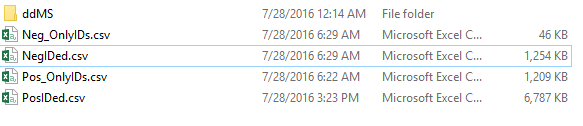 ddMS 7/28/2016 12:14 AM File folder
Neg_OnlyIDs.csv 7/28/2016 6:29 AM Microsoft Excel C... 46 KB
NegIDed.csv 7/28/2016 6:29 AM Microsoft Excel C... 1,254 KB
Pos_OnlyIDs.csv 7/28/2016 6:22 AM Microsoft Excel C... 1,209 KB
PosIDed.csv 7/28/2016 3:23 PM Microsoft Excel C... 6,787 KB